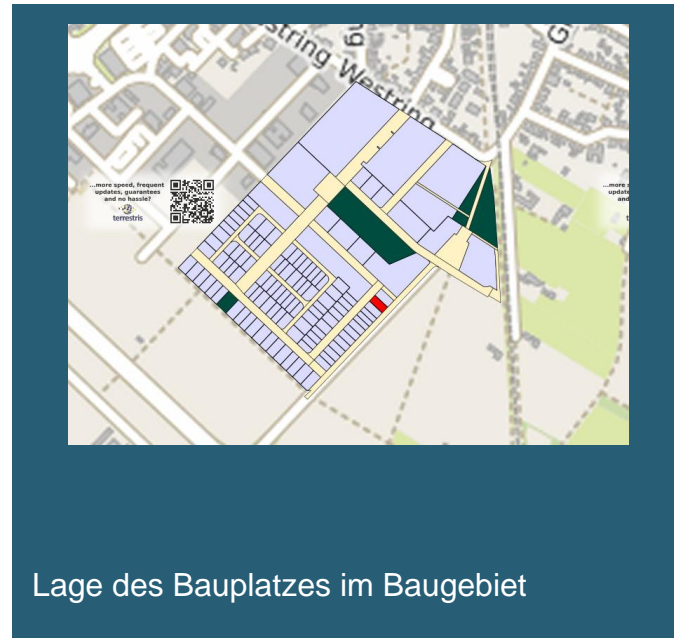 Westring Westring
...more speed, frequent
updates, guarantees
and no hassle?
terrestris
Lage des Bauplatzes im Baugebiet